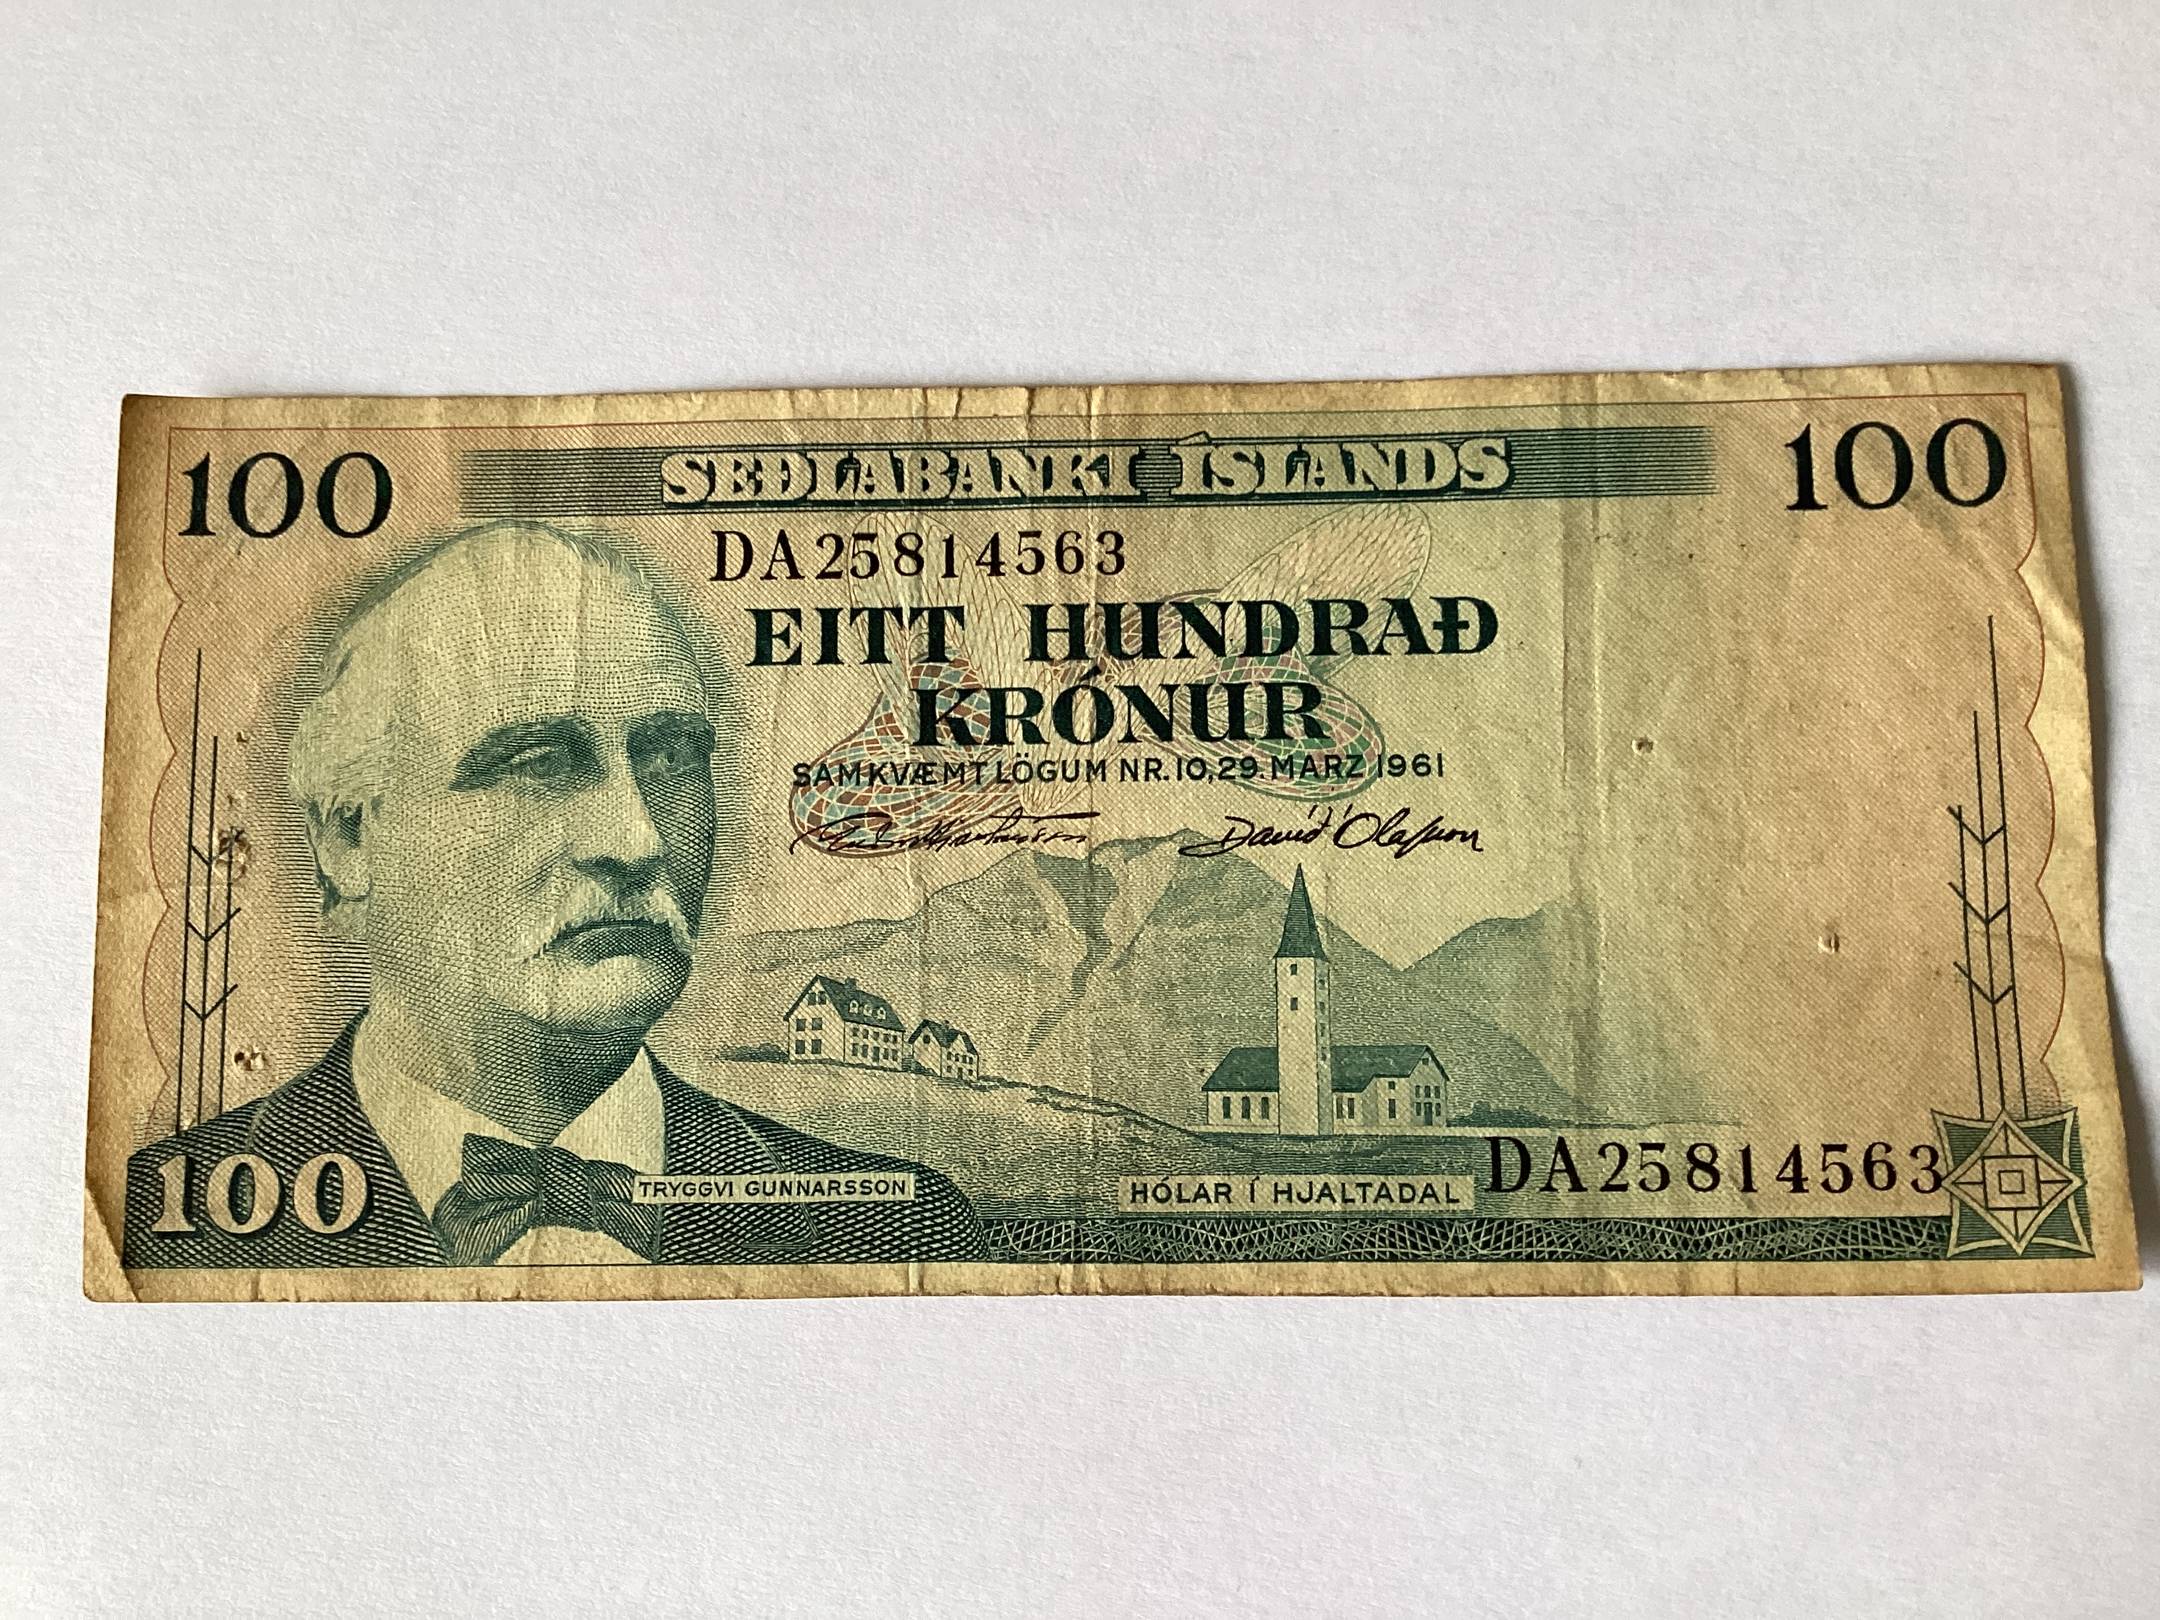 100 SEÐLABANKI ÍSLANDS 100
DA25814563
EITT HUNDRAÐ
KRÓNUR
SAMKVÆMT LÖGUM NR. 10, 29. MARZ 1961
Davíð Ólafsson
100 TRYGGVI GUNNARSSON HÓLAR Í HJALTADAL DA25814563